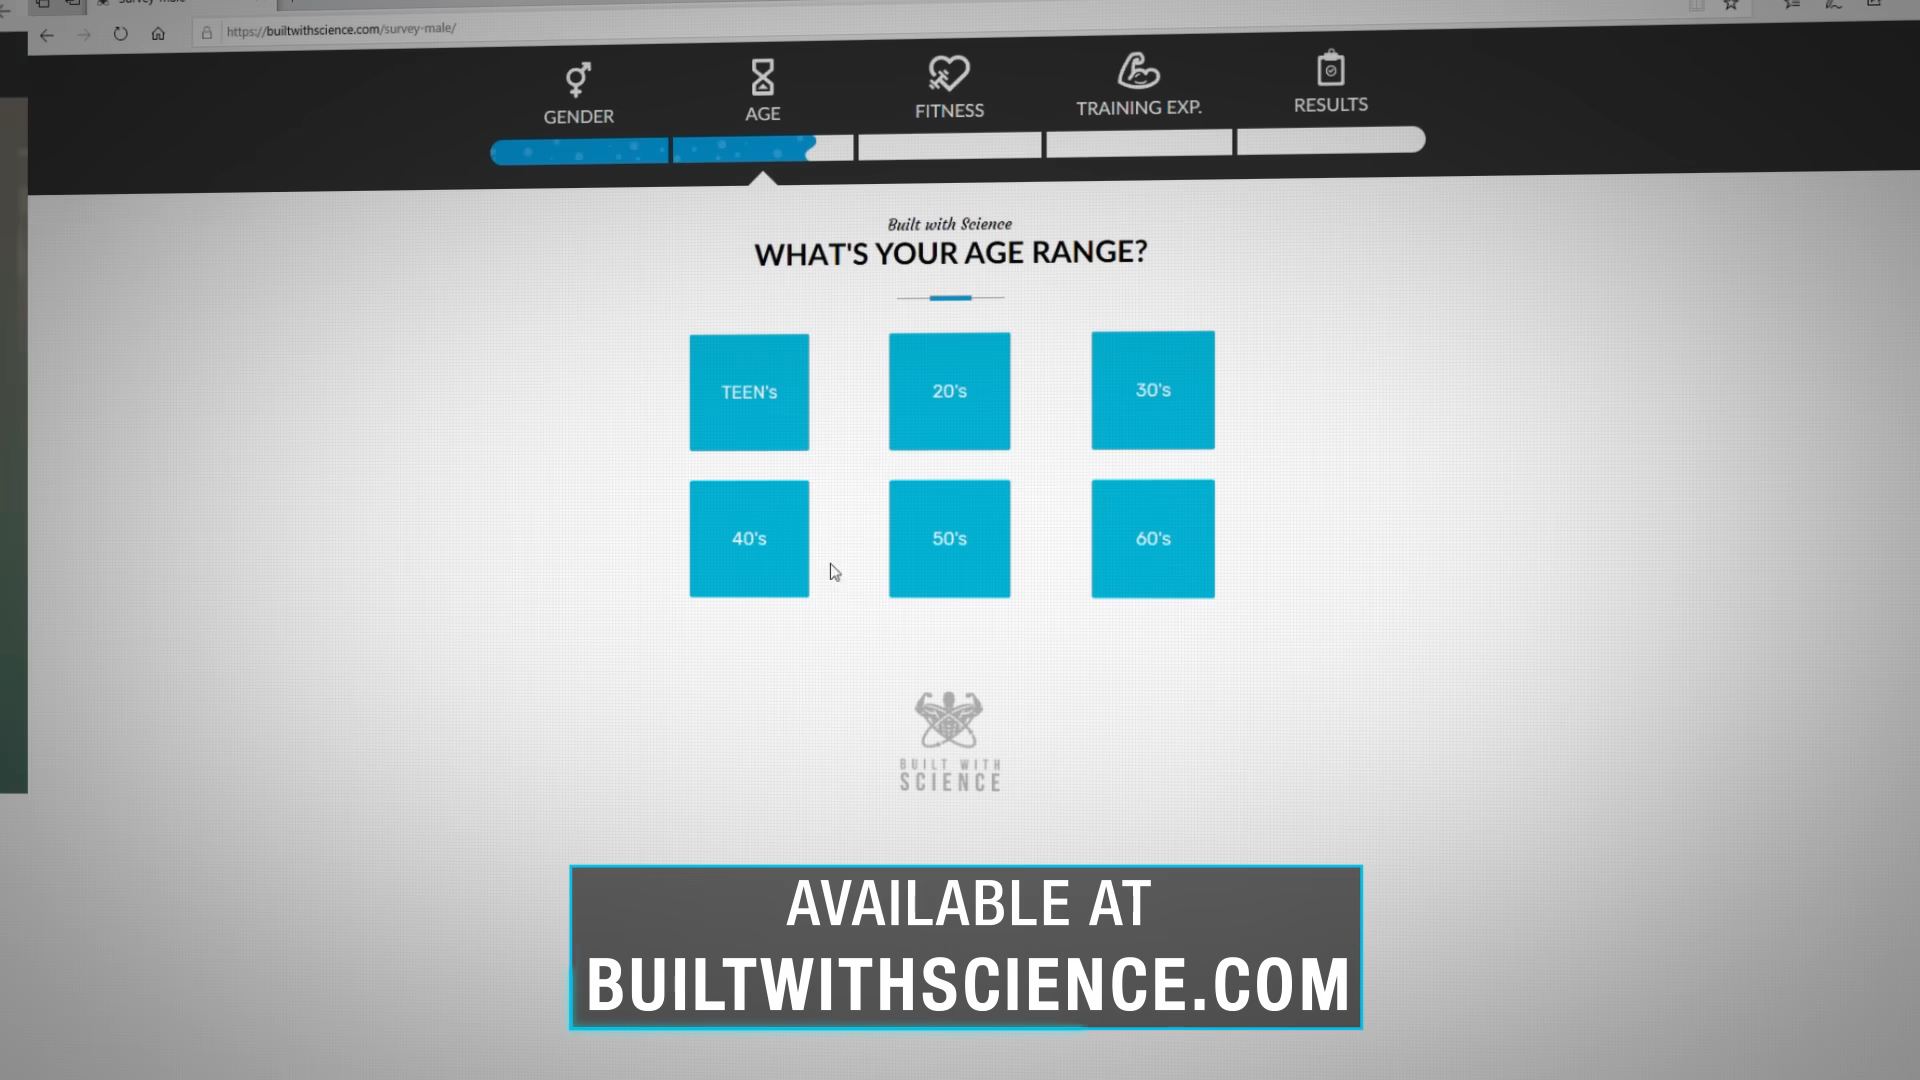 https://builtwithscience.com/survey-male/
GENDER
AGE
FITNESS
TRAINING EXP.
RESULTS
Built with Science
WHAT'S YOUR AGE RANGE?
TEEN's
20's
30's
40's
50's
60's
BUILT WITH
SCIENCE
AVAILABLE AT
BUILTWITHSCIENCE.COM